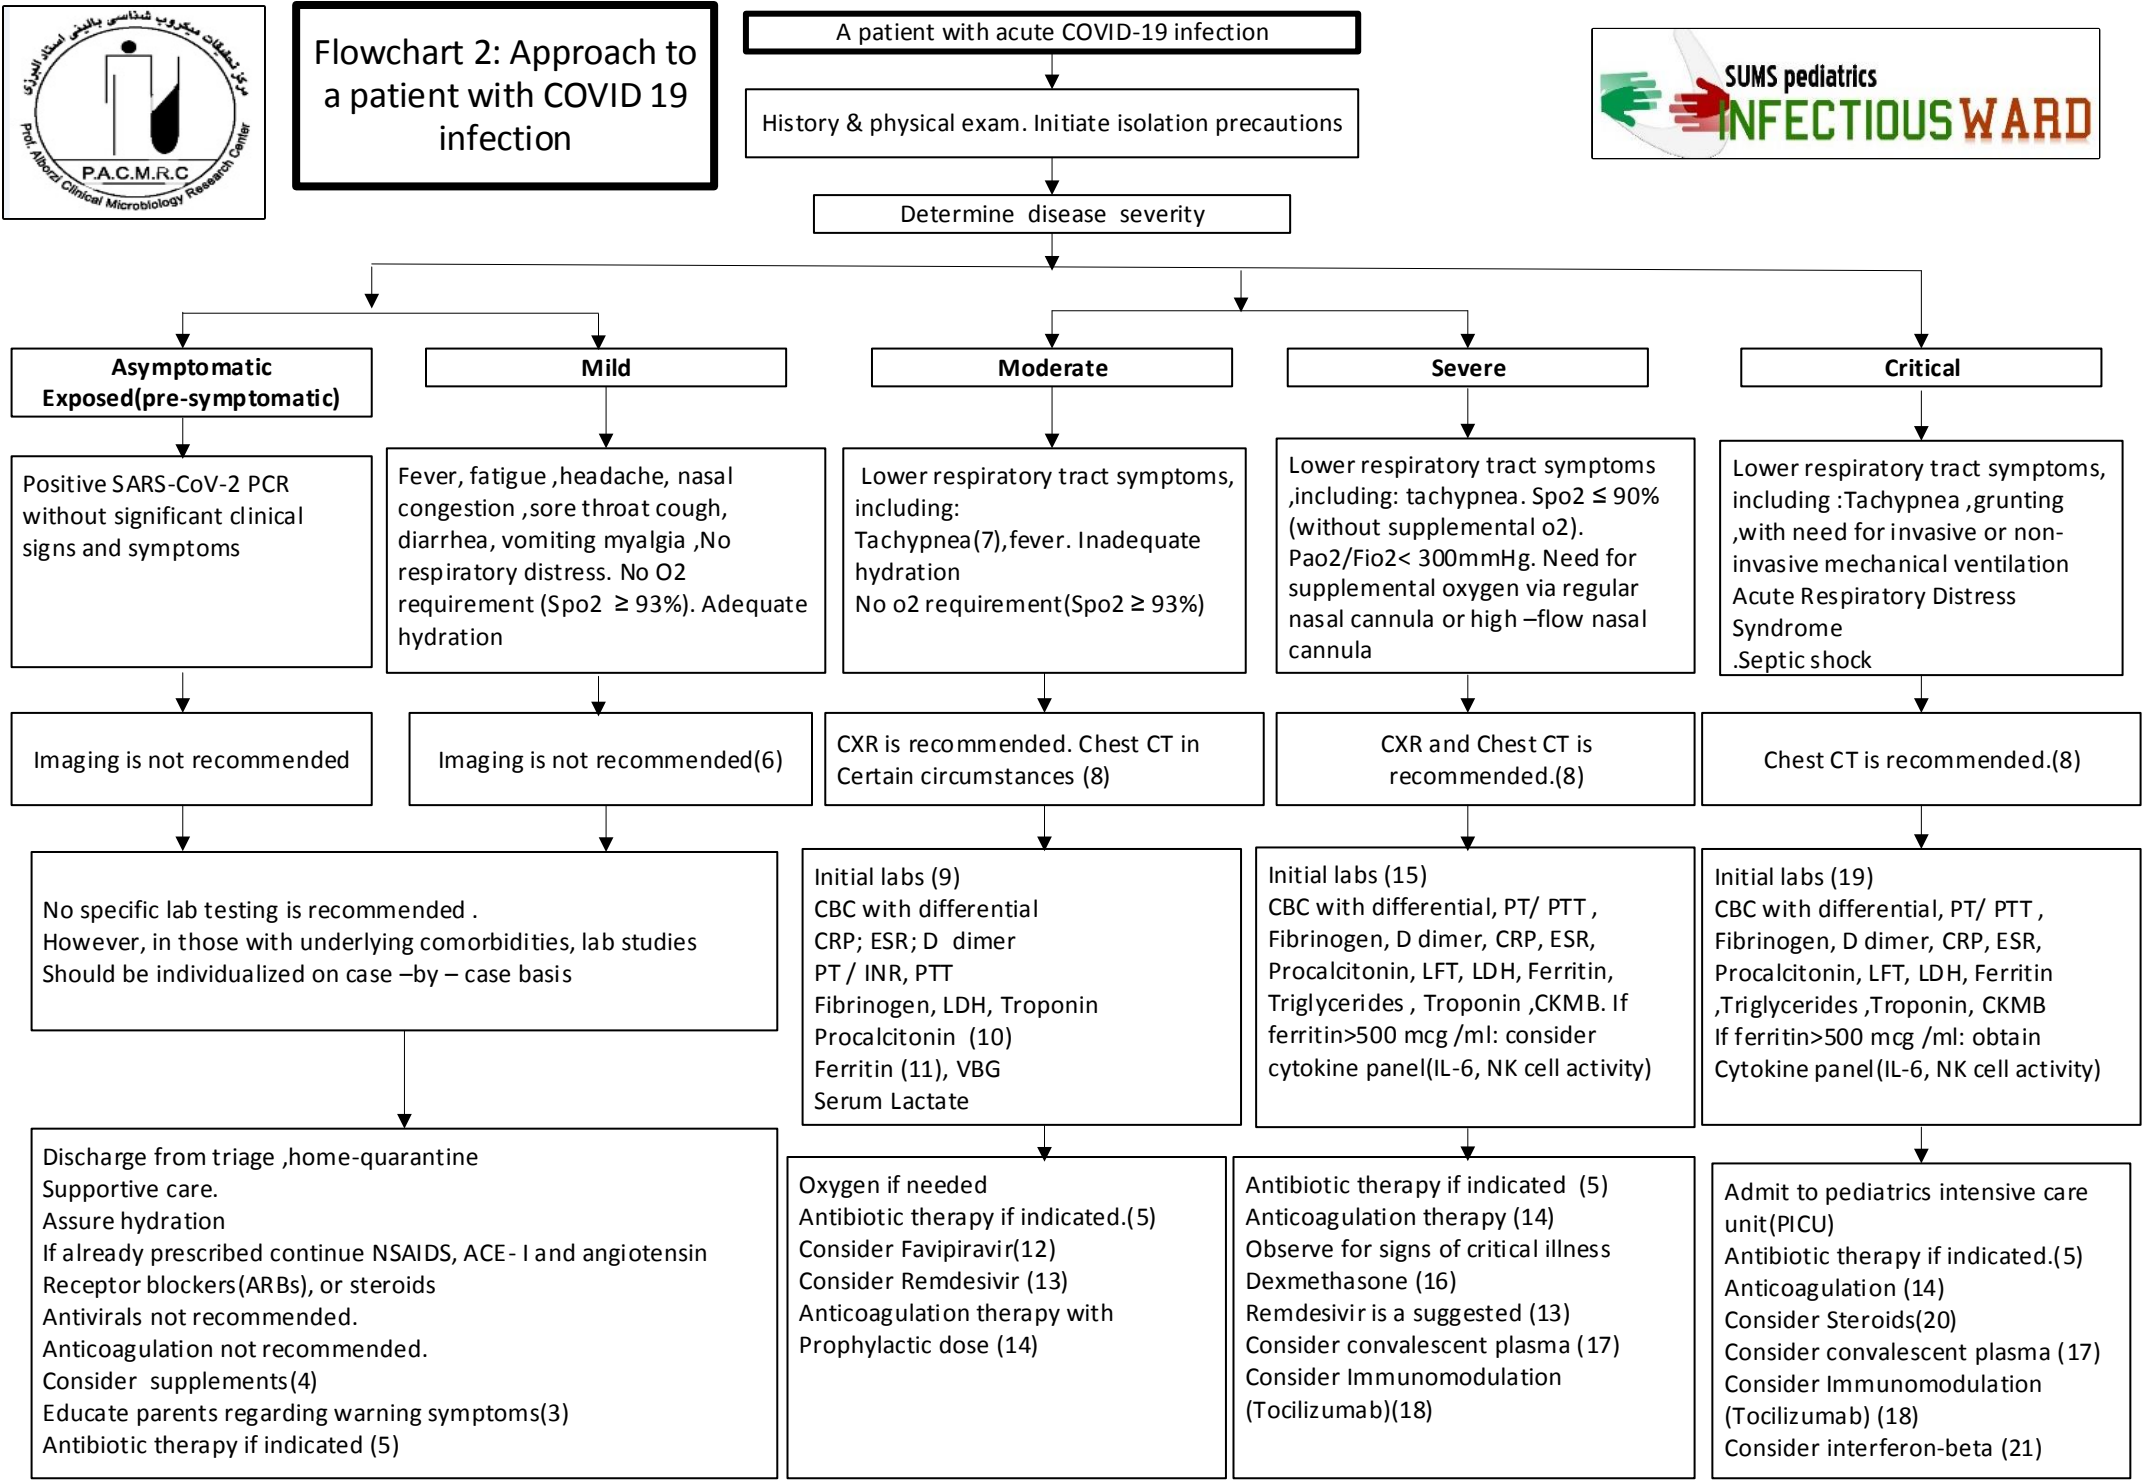 مرکز تحقیقات میکروب شناسی بالینی استاد البرزی
P.A.C.M.R.C
Prof. Alborzi Clinical Microbiology Research Center
Flowchart 2: Approach to
a patient with COVID 19
infection
A patient with acute COVID-19 infection
History & physical exam. Initiate isolation precautions
Determine disease severity
SUMS pediatrics
INFECTIOUS WARD
Asymptomatic
Exposed(pre-symptomatic)
Positive SARS-CoV-2 PCR
without significant clinical
signs and symptoms
Imaging is not recommended
Mild
Fever, fatigue ,headache, nasal
congestion ,sore throat cough,
diarrhea, vomiting myalgia ,No
respiratory distress. No O2
requirement (Spo2 ≥ 93%). Adequate
hydration
Imaging is not recommended(6)
No specific lab testing is recommended .
However, in those with underlying comorbidities, lab studies
Should be individualized on case –by – case basis
Discharge from triage ,home-quarantine
Supportive care.
Assure hydration
If already prescribed continue NSAIDS, ACE- I and angiotensin
Receptor blockers(ARBs), or steroids
Antivirals not recommended.
Anticoagulation not recommended.
Consider supplements(4)
Educate parents regarding warning symptoms(3)
Antibiotic therapy if indicated (5)
Moderate
Lower respiratory tract symptoms,
including:
Tachypnea(7),fever. Inadequate
hydration
No o2 requirement(Spo2 ≥ 93%)
CXR is recommended. Chest CT in
Certain circumstances (8)
Initial labs (9)
CBC with differential
CRP; ESR; D dimer
PT / INR, PTT
Fibrinogen, LDH, Troponin
Procalcitonin (10)
Ferritin (11), VBG
Serum Lactate
Oxygen if needed
Antibiotic therapy if indicated.(5)
Consider Favipiravir(12)
Consider Remdesivir (13)
Anticoagulation therapy with
Prophylactic dose (14)
Severe
Lower respiratory tract symptoms
,including: tachypnea. Spo2 ≤ 90%
(without supplemental o2).
Pao2/Fio2< 300mmHg. Need for
supplemental oxygen via regular
nasal cannula or high –flow nasal
cannula
CXR and Chest CT is
recommended.(8)
Initial labs (15)
CBC with differential, PT/ PTT ,
Fibrinogen, D dimer, CRP, ESR,
Procalcitonin, LFT, LDH, Ferritin,
Triglycerides , Troponin ,CKMB. If
ferritin>500 mcg /ml: consider
cytokine panel(IL-6, NK cell activity)
Antibiotic therapy if indicated (5)
Anticoagulation therapy (14)
Observe for signs of critical illness
Dexmethasone (16)
Remdesivir is a suggested (13)
Consider convalescent plasma (17)
Consider Immunomodulation
(Tocilizumab)(18)
Critical
Lower respiratory tract symptoms,
including :Tachypnea ,grunting
,with need for invasive or non-
invasive mechanical ventilation
Acute Respiratory Distress
Syndrome
.Septic shock
Chest CT is recommended.(8)
Initial labs (19)
CBC with differential, PT/ PTT ,
Fibrinogen, D dimer, CRP, ESR,
Procalcitonin, LFT, LDH, Ferritin
,Triglycerides ,Troponin, CKMB
If ferritin>500 mcg /ml: obtain
Cytokine panel(IL-6, NK cell activity)
Admit to pediatrics intensive care
unit(PICU)
Antibiotic therapy if indicated.(5)
Anticoagulation (14)
Consider Steroids(20)
Consider convalescent plasma (17)
Consider Immunomodulation
(Tocilizumab) (18)
Consider interferon-beta (21)